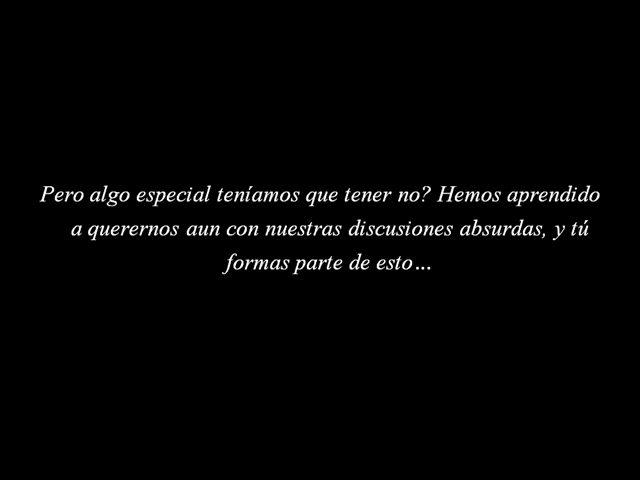 Pero algo especial teníamos que tener no? Hemos aprendido
a querernos aun con nuestras discusiones absurdas, y tú
formas parte de esto...